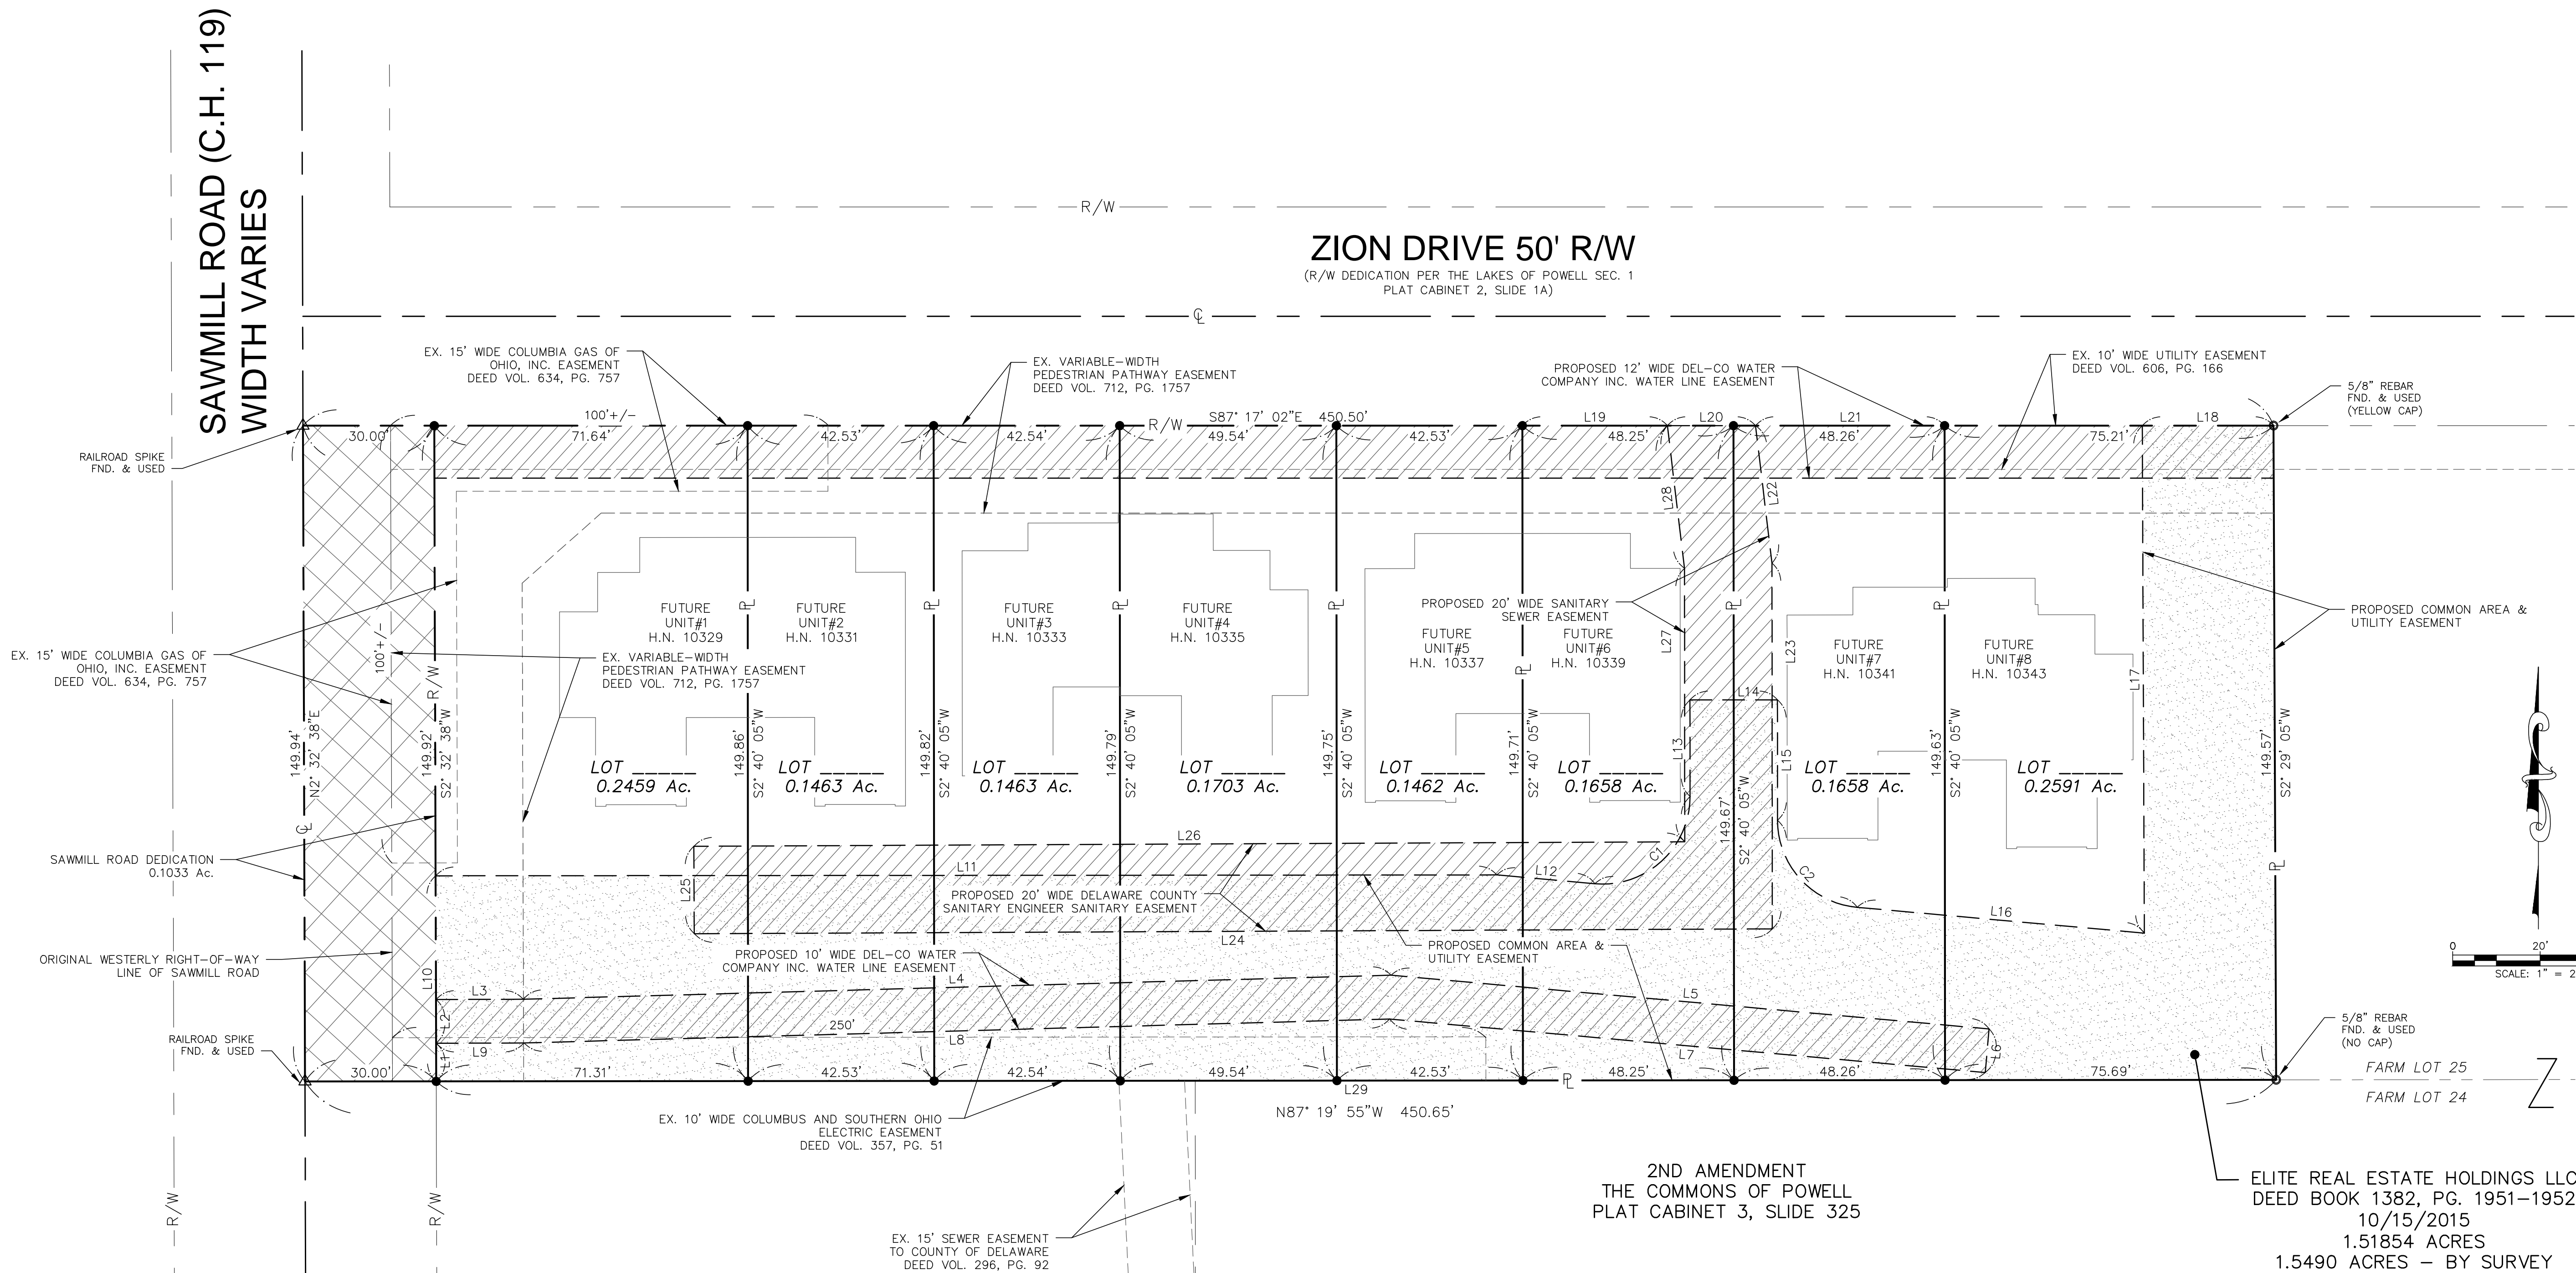 SAWMILL ROAD (C.H. 119)
WIDTH VARIES
R/W
ZION DRIVE 50' R/W
(R/W DEDICATION PER THE LAKES OF POWELL SEC. 1
PLAT CABINET 2, SLIDE 1A)
EX. 15' WIDE COLUMBIA GAS OF
OHIO, INC. EASEMENT
DEED VOL. 634, PG. 757
EX. VARIABLE-WIDTH
PEDESTRIAN PATHWAY EASEMENT
DEED VOL. 712, PG. 1757
PROPOSED 12' WIDE DEL-CO WATER
COMPANY INC. WATER LINE EASEMENT
EX. 10' WIDE UTILITY EASEMENT
DEED VOL. 606, PG. 166
5/8" REBAR
FND. & USED
(YELLOW CAP)
100'+/-
R/W
S87° 17' 02"E 450.50'
L19
L20
L21
L18
30.00'
71.64'
42.53'
42.54'
49.54'
42.53'
48.25'
48.26'
75.21'
RAILROAD SPIKE
FND. & USED
L28
L22
FUTURE
UNIT#1
H.N. 10329
FUTURE
UNIT#2
H.N. 10331
FUTURE
UNIT#3
H.N. 10333
FUTURE
UNIT#4
H.N. 10335
PROPOSED 20' WIDE SANITARY
SEWER EASEMENT
FUTURE
UNIT#5
H.N. 10337
FUTURE
UNIT#6
H.N. 10339
FUTURE
UNIT#7
H.N. 10341
FUTURE
UNIT#8
H.N. 10343
PROPOSED COMMON AREA &
UTILITY EASEMENT
L27
L23
L17
EX. 15' WIDE COLUMBIA GAS OF
OHIO, INC. EASEMENT
DEED VOL. 634, PG. 757
100'+/-
R/W
EX. VARIABLE-WIDTH
PEDESTRIAN PATHWAY EASEMENT
DEED VOL. 712, PG. 1757
L14
L13
L15
149.94'
N2° 32' 38"E
149.92'
S2° 32' 38"W
149.86'
S2° 40' 05"W
149.82'
S2° 40' 05"W
149.79'
S2° 40' 05"W
149.75'
S2° 40' 05"W
149.71'
S2° 40' 05"W
149.67'
S2° 40' 05"W
149.63'
S2° 40' 05"W
149.57'
S2° 29' 05"W
LOT _____
0.2459 Ac.
LOT _____
0.1463 Ac.
LOT _____
0.1463 Ac.
LOT _____
0.1703 Ac.
LOT _____
0.1462 Ac.
LOT _____
0.1658 Ac.
LOT _____
0.1658 Ac.
LOT _____
0.2591 Ac.
SAWMILL ROAD DEDICATION
0.1033 Ac.
L26
L11
L12
C1
C2
L25
L16
PROPOSED 20' WIDE DELAWARE COUNTY
SANITARY ENGINEER SANITARY EASEMENT
L24
ORIGINAL WESTERLY RIGHT-OF-WAY
LINE OF SAWMILL ROAD
PROPOSED 10' WIDE DEL-CO WATER
COMPANY INC. WATER LINE EASEMENT
PROPOSED COMMON AREA &
UTILITY EASEMENT
0
20'
SCALE: 1" = 2
L10
L3
L4
L5
L2
250'
L1
L9
L8
L7
L6
RAILROAD SPIKE
FND. & USED
5/8" REBAR
FND. & USED
(NO CAP)
30.00'
71.31'
42.53'
42.54'
49.54'
42.53'
48.25'
48.26'
75.69'
L29
N87° 19' 55"W 450.65'
FARM LOT 25
FARM LOT 24
Z
EX. 10' WIDE COLUMBUS AND SOUTHERN OHIO
ELECTRIC EASEMENT
DEED VOL. 357, PG. 51
R/W
R/W
EX. 15' SEWER EASEMENT
TO COUNTY OF DELAWARE
DEED VOL. 296, PG. 92
2ND AMENDMENT
THE COMMONS OF POWELL
PLAT CABINET 3, SLIDE 325
ELITE REAL ESTATE HOLDINGS LLC
DEED BOOK 1382, PG. 1951-1952
10/15/2015
1.51854 ACRES
1.5490 ACRES - BY SURVEY